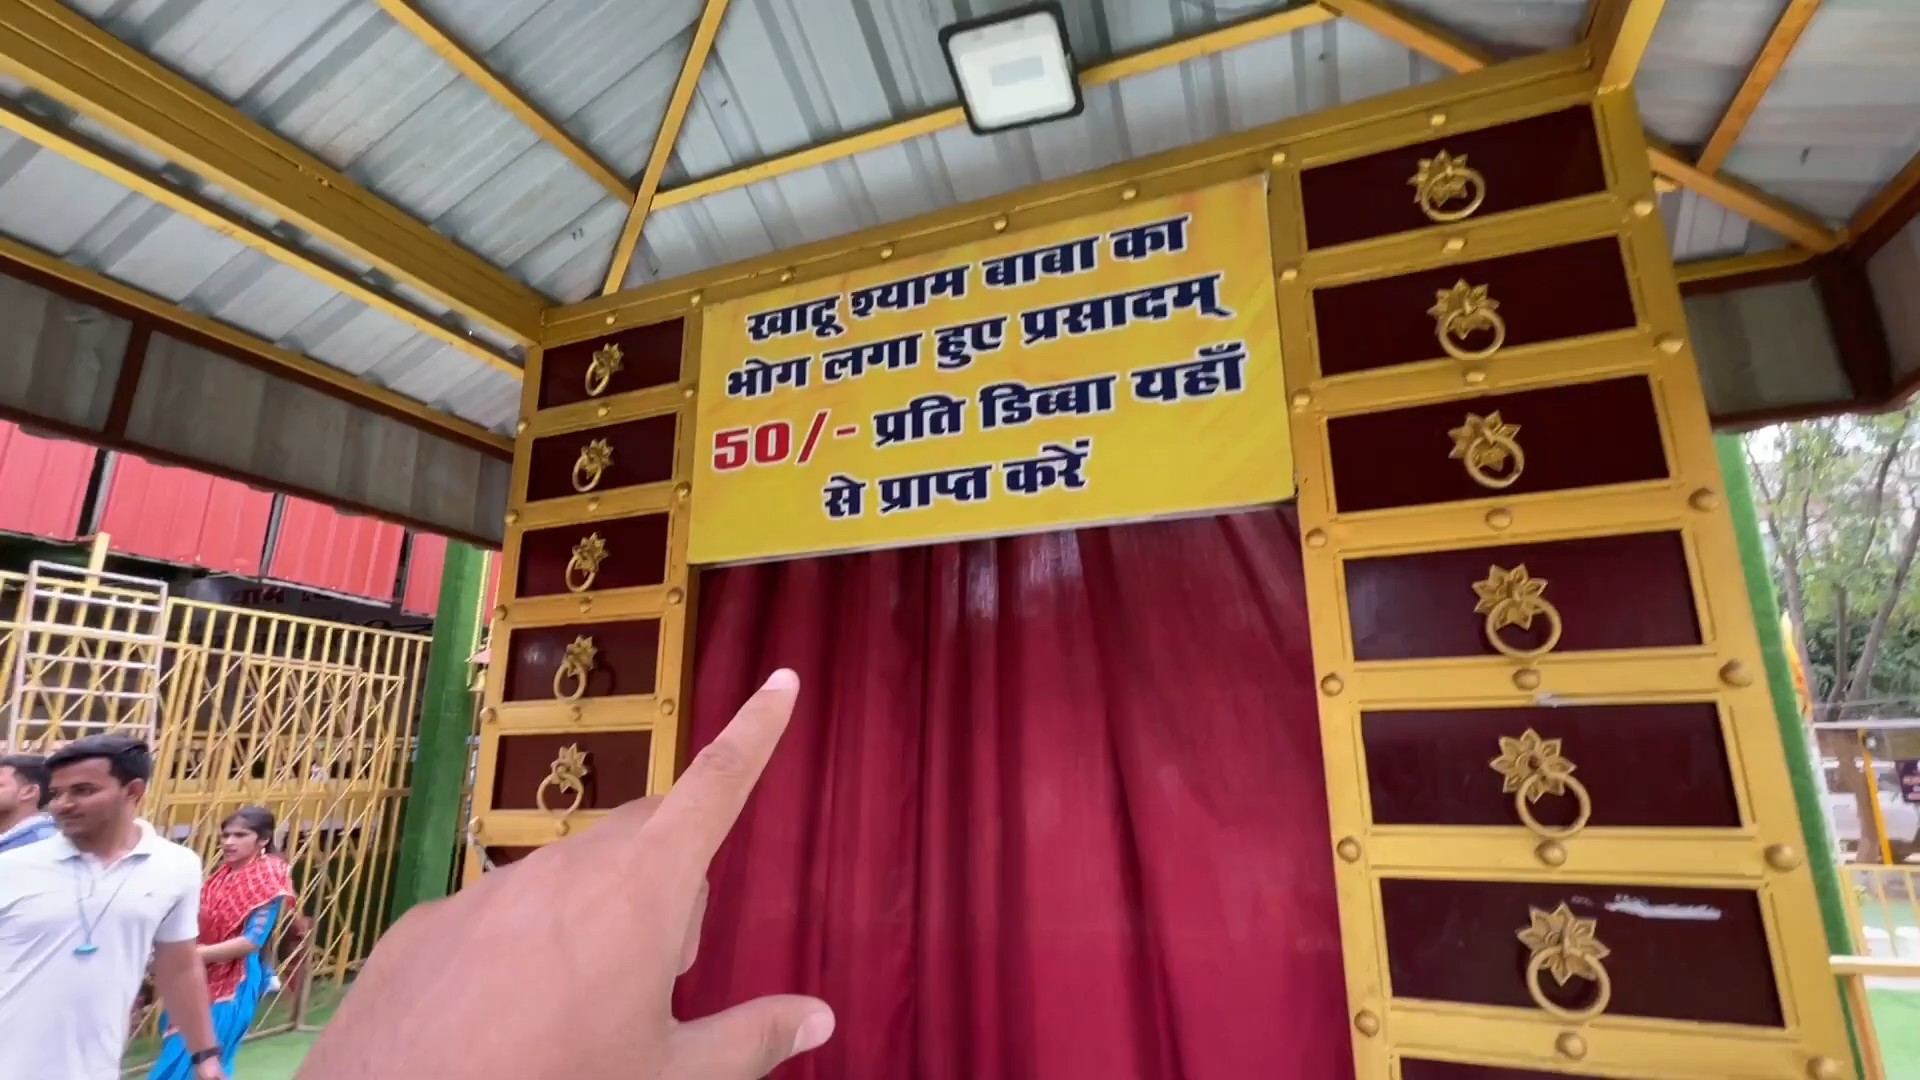 खाटू श्याम बाबा का
भोग लगा हुए प्रसादम्
50/- प्रति डिब्बा यहाँ
से प्राप्त करें